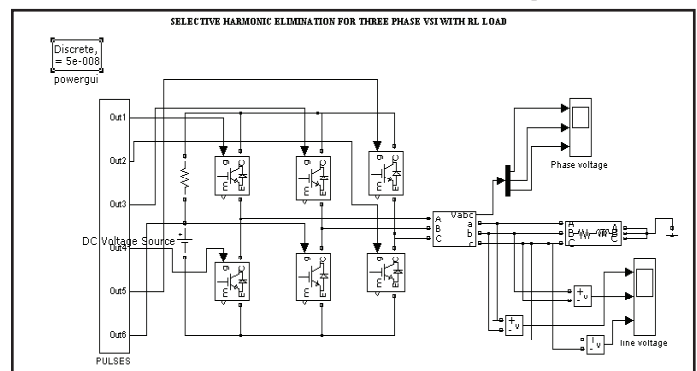 SELECTIVE HARMONIC ELIMINATION FOR THREE PHASE VSI WITH RL LOAD
Discrete,
= 5e-008
powergui
Out1
Out2
Out3
Out4
Out5
Out6
PULSES
DC Voltage Source
g C
m E
g C
m E
g C
m E
g C
m E
g C
m E
g C
m E
A
B
C
Vabc
a
b
c
A
B
C
Phase voltage
+
-
v
+
-
v
v
line voltage